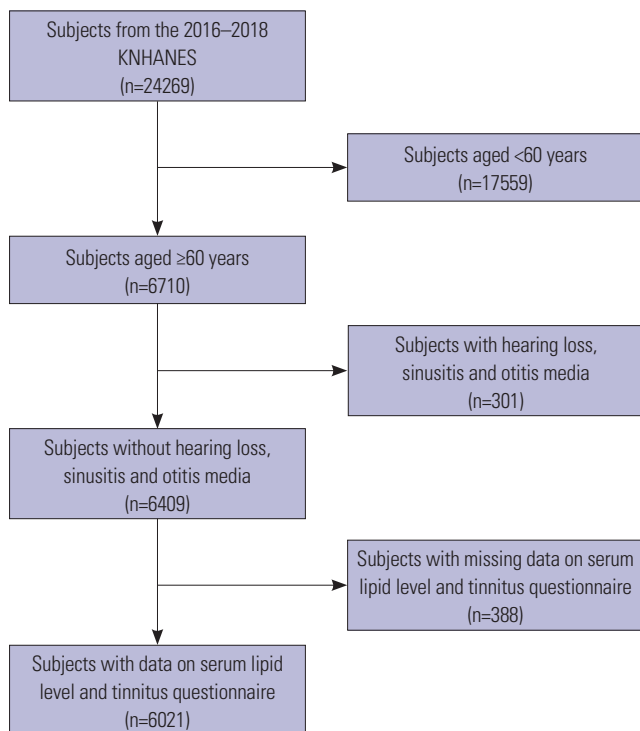 Subjects from the 2016–2018
KNHANES
(n=24269)
Subjects aged <60 years
(n=17559)
Subjects aged ≥60 years
(n=6710)
Subjects with hearing loss,
sinusitis and otitis media
(n=301)
Subjects without hearing loss,
sinusitis and otitis media
(n=6409)
Subjects with missing data on serum
lipid level and tinnitus questionnaire
(n=388)
Subjects with data on serum lipid
level and tinnitus questionnaire
(n=6021)